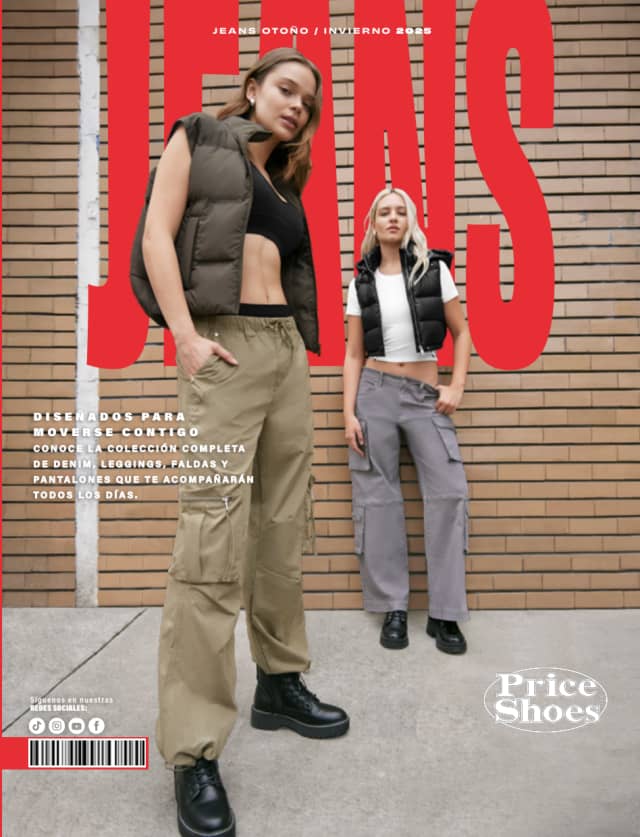 JEANS OTOÑO / INVIERNO 2025
JEANS
DISEÑADOS PARA
MOVERSE CONTIGO
CONOCE LA COLECCIÓN COMPLETA
DE DENIM, LEGGINGS, FALDAS Y
PANTALONES QUE TE ACOMPAÑARÁN
TODOS LOS DÍAS.
Síguenos en nuestras
REDES SOCIALES:
Price
Shoes